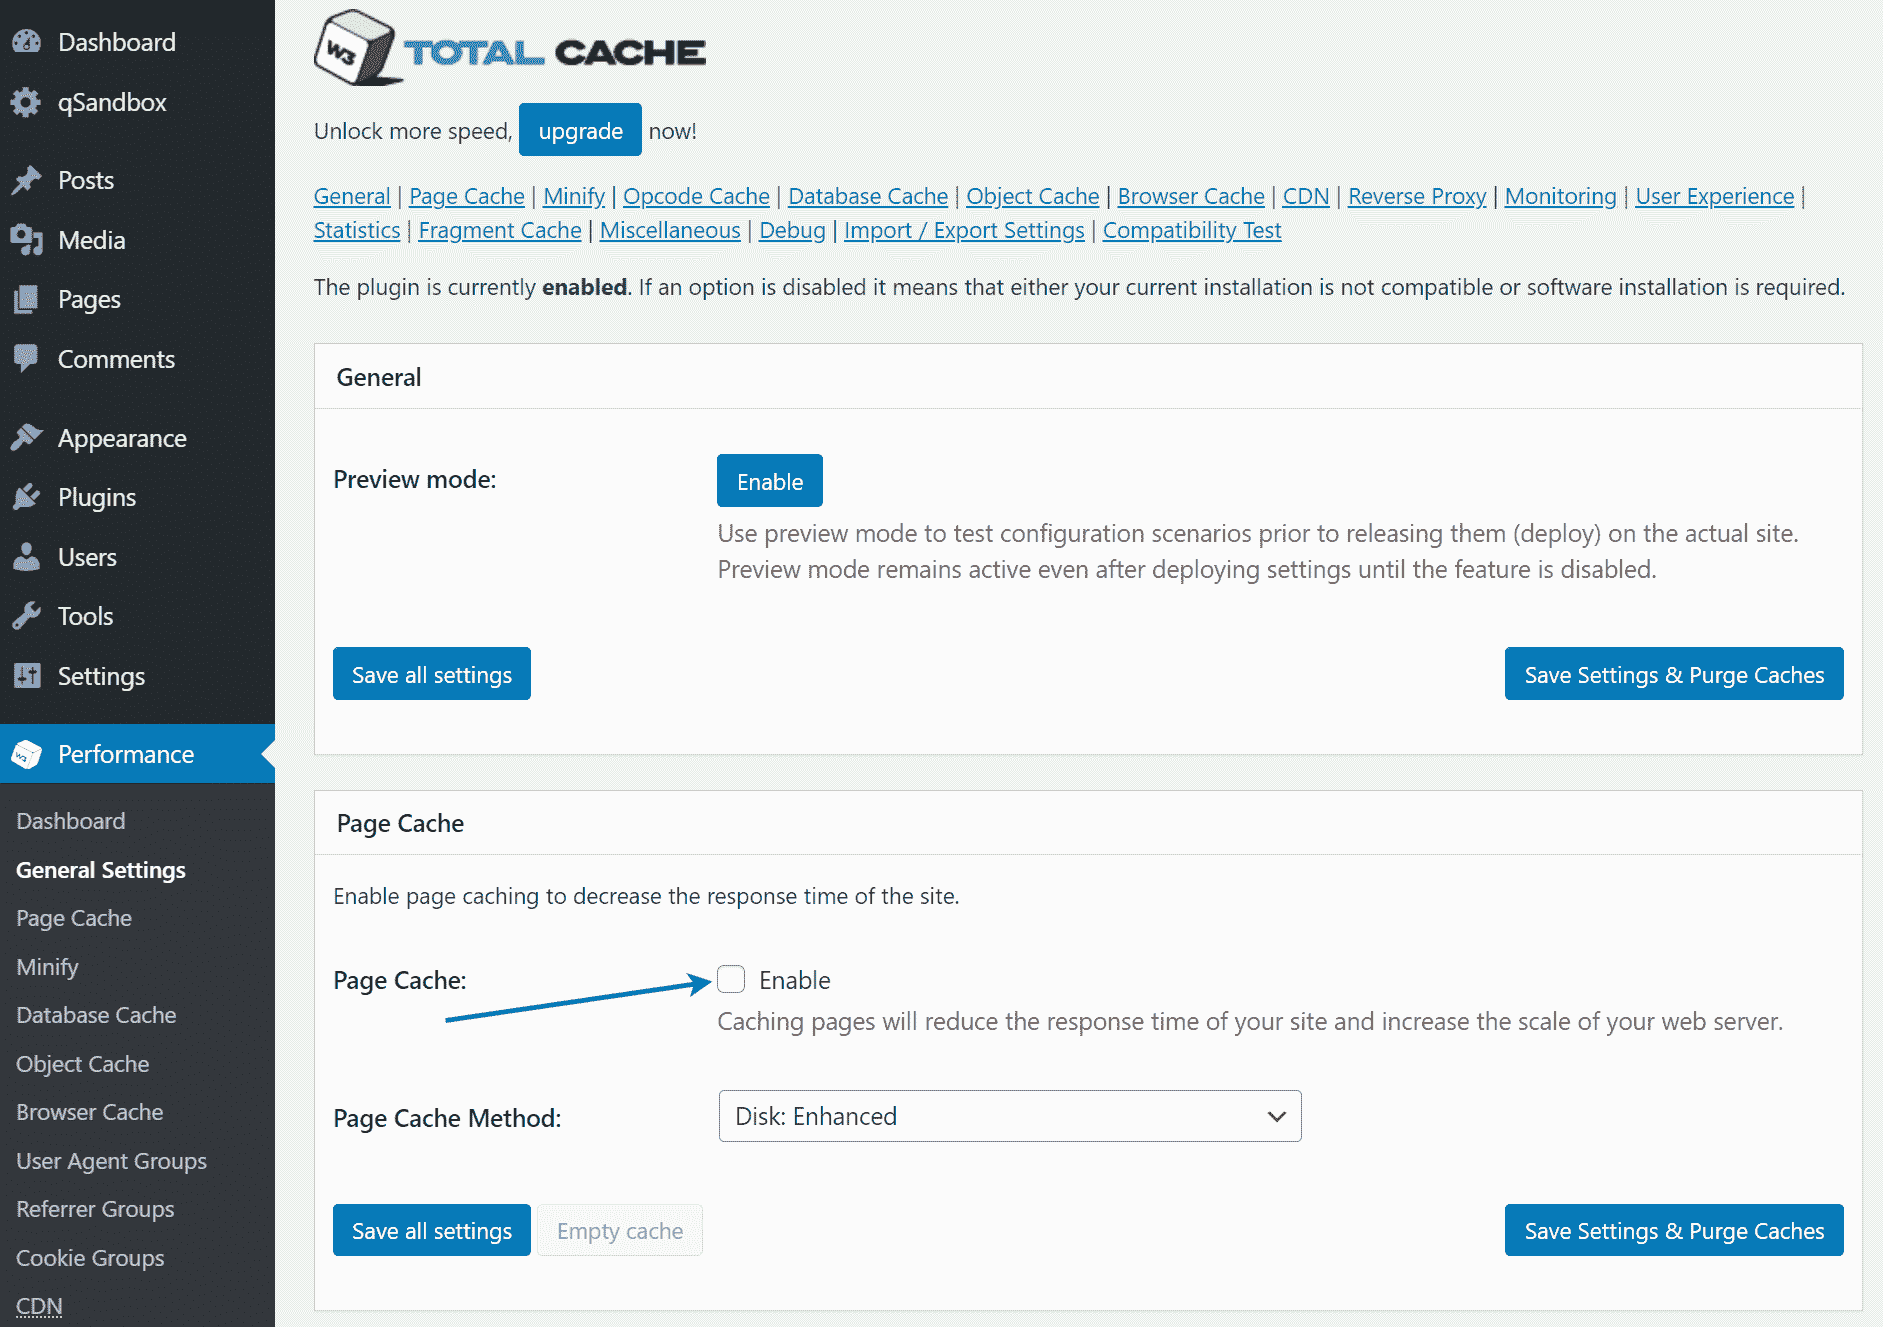 Dashboard
qSandbox
Posts
Media
Pages
Comments
Appearance
Plugins
Users
Tools
Settings
W3 Performance
Dashboard
General Settings
Page Cache
Minify
Database Cache
Object Cache
Browser Cache
User Agent Groups
Referrer Groups
Cookie Groups
CDN
W3 TOTAL CACHE
Unlock more speed, upgrade now!
General | Page Cache | Minify | Opcode Cache | Database Cache | Object Cache | Browser Cache | CDN | Reverse Proxy | Monitoring | User Experience |
Statistics | Fragment Cache | Miscellaneous | Debug | Import / Export Settings | Compatibility Test
The plugin is currently enabled. If an option is disabled it means that either your current installation is not compatible or software installation is required.
General
Preview mode: Enable
Use preview mode to test configuration scenarios prior to releasing them (deploy) on the actual site.
Preview mode remains active even after deploying settings until the feature is disabled.
Save all settings Save Settings & Purge Caches
Page Cache
Enable page caching to decrease the response time of the site.
Page Cache: Enable
Caching pages will reduce the response time of your site and increase the scale of your web server.
Page Cache Method: Disk: Enhanced
Save all settings Empty cache Save Settings & Purge Caches